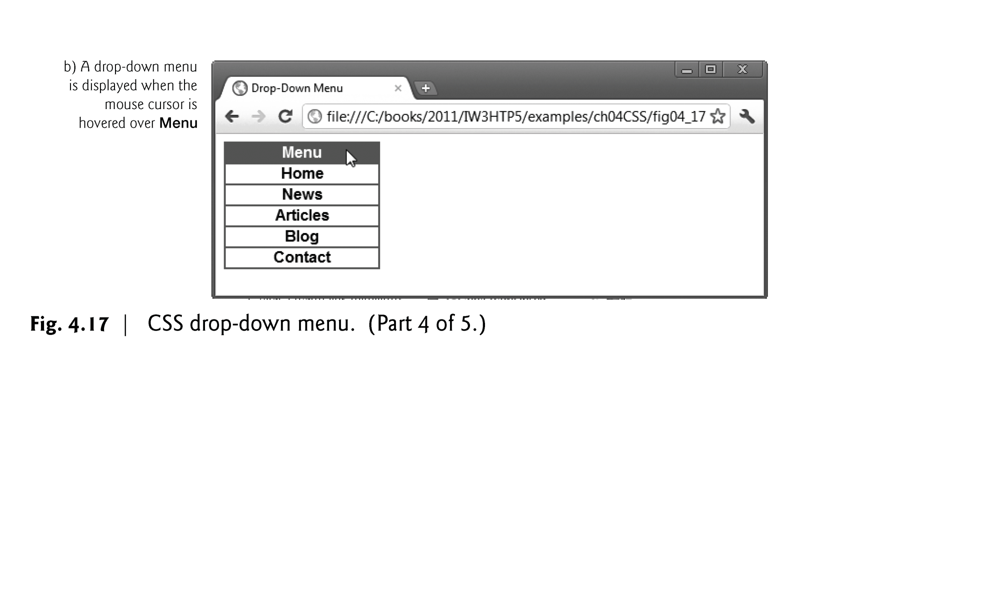 b) A drop-down menu
is displayed when the
mouse cursor is
hovered over Menu
Drop-Down Menu
file:///C:/books/2011/IW3HTP5/examples/ch04CSS/fig04_17
Menu
Home
News
Articles
Blog
Contact
Fig. 4.17 | CSS drop-down menu. (Part 4 of 5.)